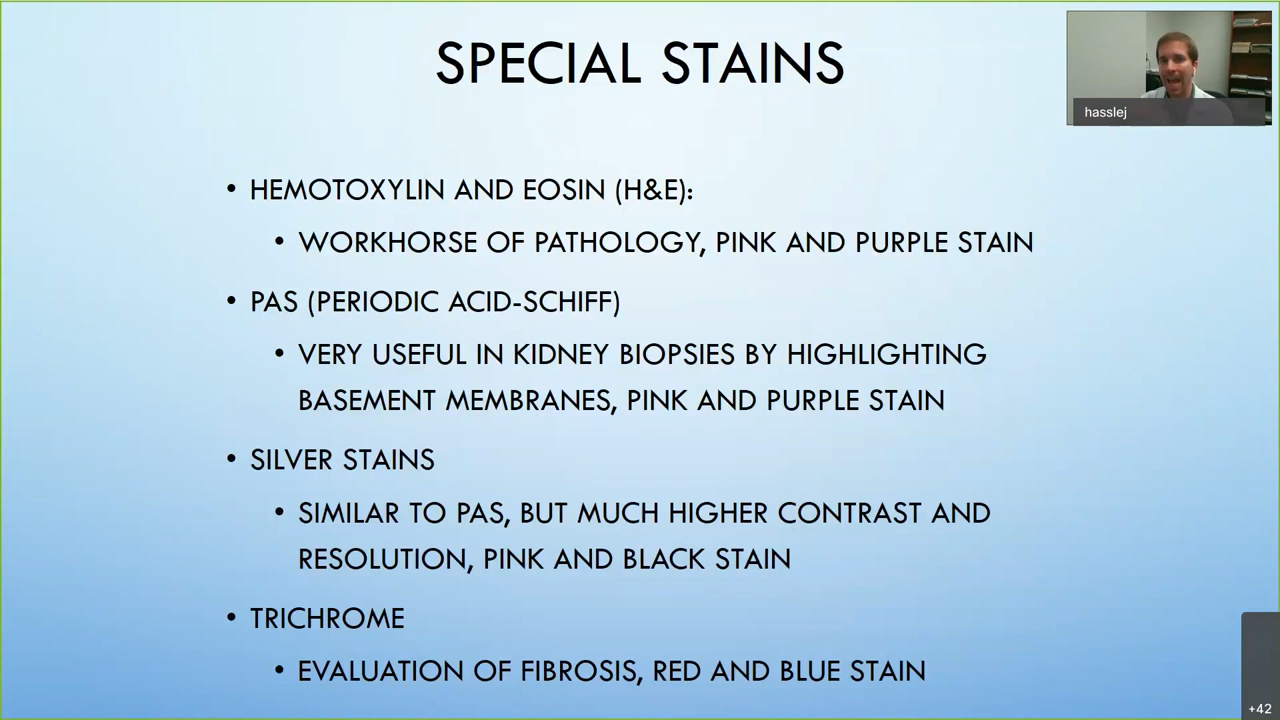 SPECIAL STAINS
hasslej
• HEMOTOXYLIN AND EOSIN (H&E):
• WORKHORSE OF PATHOLOGY, PINK AND PURPLE STAIN
• PAS (PERIODIC ACID-SCHIFF)
• VERY USEFUL IN KIDNEY BIOPSIES BY HIGHLIGHTING
BASEMENT MEMBRANES, PINK AND PURPLE STAIN
• SILVER STAINS
• SIMILAR TO PAS, BUT MUCH HIGHER CONTRAST AND
RESOLUTION, PINK AND BLACK STAIN
• TRICHROME
• EVALUATION OF FIBROSIS, RED AND BLUE STAIN
+42